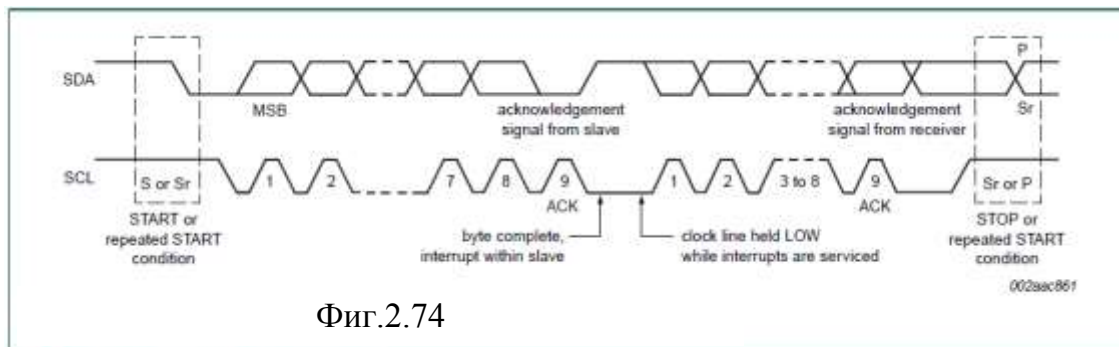 SDA
MSB
acknowledgement
signal from slave
acknowledgement
signal from receiver
P
Sr
SCL
S or Sr
1
2
7
8
9
1
2
3 to 8
9
Sr or P
ACK
ACK
START or
repeated START
condition
byte complete,
interrupt within slave
clock line held LOW
while interrupts are serviced
STOP or
repeated START
condition
002aac861
Фиг.2.74